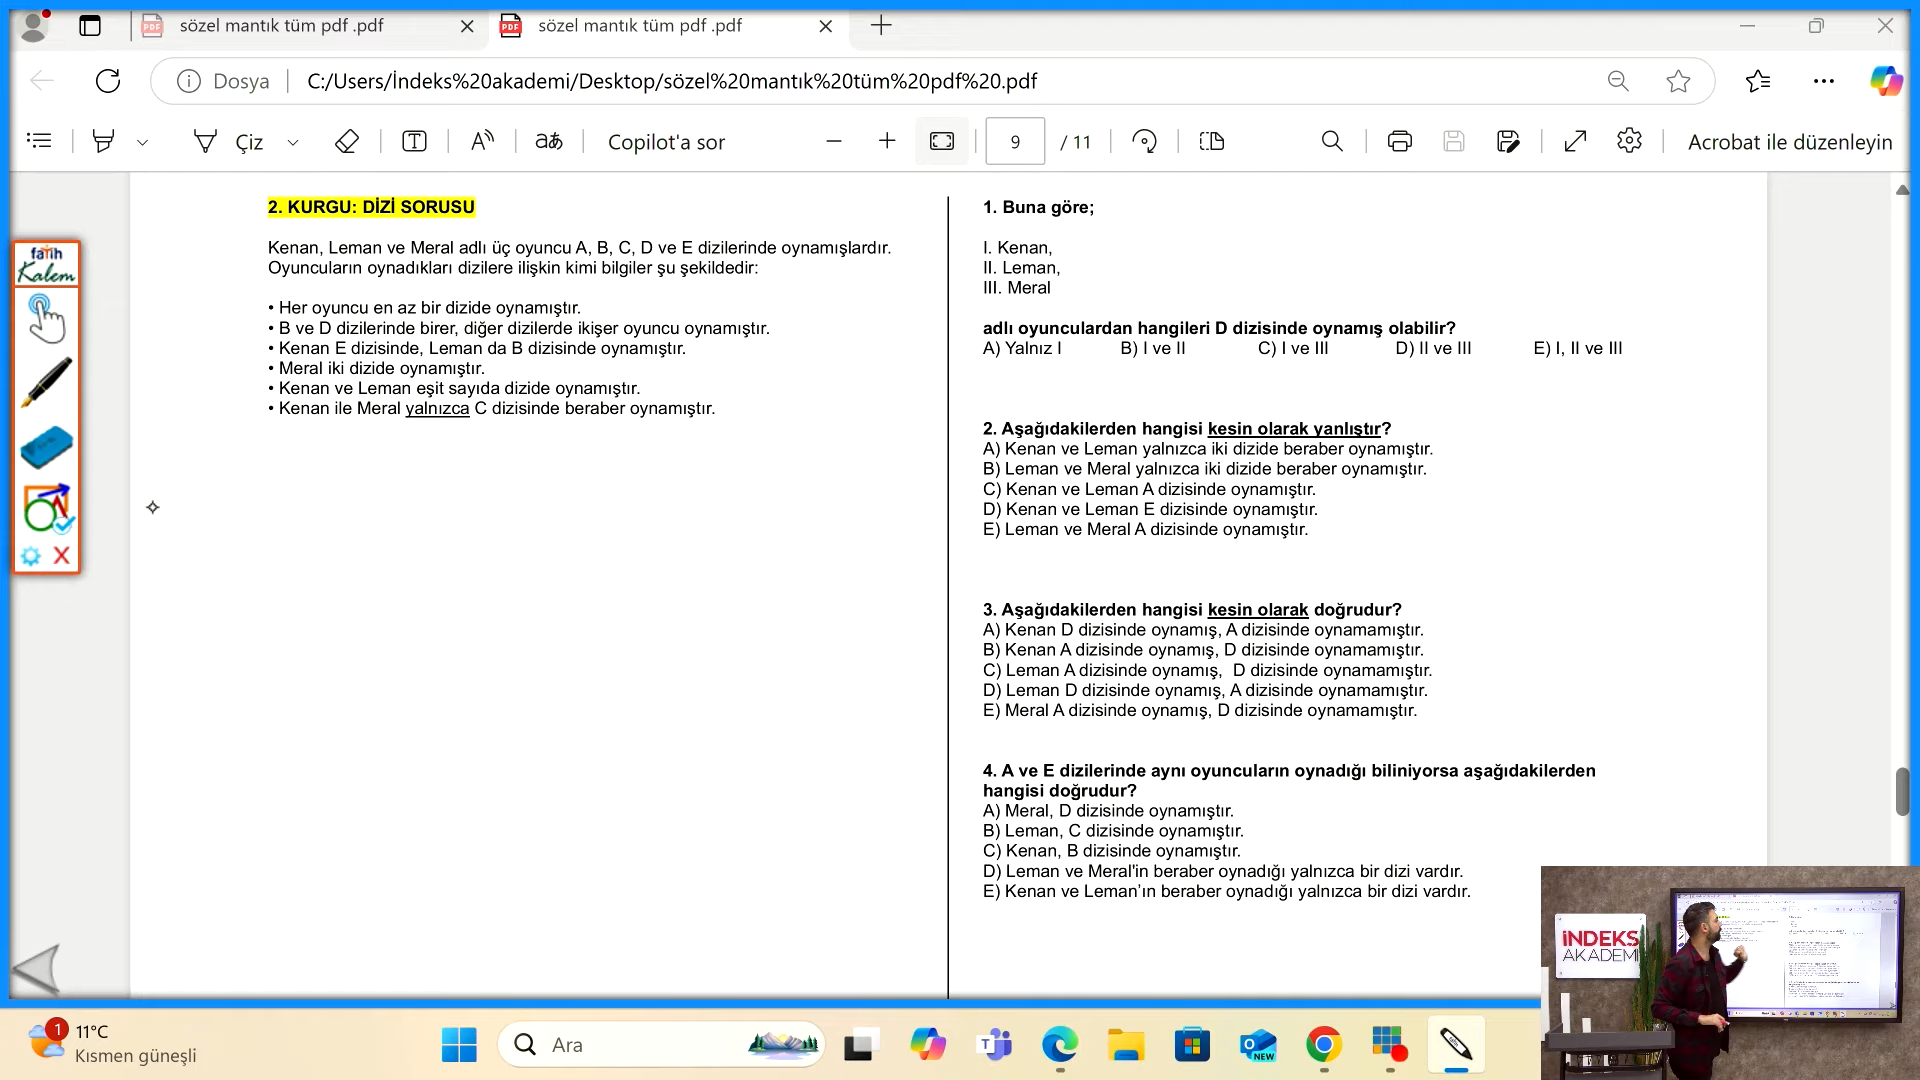 sözel mantık tüm pdf .pdf
sözel mantık tüm pdf .pdf
Dosya
C:/Users/İndeks%20akademi/Desktop/sözel%20mantık%20tüm%20pdf%20.pdf
Çiz
Copilot'a sor
9
/ 11
Acrobat ile düzenleyin
fatih
Kalem
2. KURGU: DİZİ SORUSU
Kenan, Leman ve Meral adlı üç oyuncu A, B, C, D ve E dizilerinde oynamışlardır.
Oyuncuların oynadıkları dizilere ilişkin kimi bilgiler şu şekildedir:
• Her oyuncu en az bir dizide oynamıştır.
• B ve D dizilerinde birer, diğer dizilerde ikişer oyuncu oynamıştır.
• Kenan E dizisinde, Leman da B dizisinde oynamıştır.
• Meral iki dizide oynamıştır.
• Kenan ve Leman eşit sayıda dizide oynamıştır.
• Kenan ile Meral yalnızca C dizisinde beraber oynamıştır.
1. Buna göre;
I. Kenan,
II. Leman,
III. Meral
adlı oyunculardan hangileri D dizisinde oynamış olabilir?
A) Yalnız I B) I ve II C) I ve III D) II ve III E) I, II ve III
2. Aşağıdakilerden hangisi kesin olarak yanlıştır?
A) Kenan ve Leman yalnızca iki dizide beraber oynamıştır.
B) Leman ve Meral yalnızca iki dizide beraber oynamıştır.
C) Kenan ve Leman A dizisinde oynamıştır.
D) Kenan ve Leman E dizisinde oynamıştır.
E) Leman ve Meral A dizisinde oynamıştır.
3. Aşağıdakilerden hangisi kesin olarak doğrudur?
A) Kenan D dizisinde oynamış, A dizisinde oynamamıştır.
B) Kenan A dizisinde oynamış, D dizisinde oynamamıştır.
C) Leman A dizisinde oynamış, D dizisinde oynamamıştır.
D) Leman D dizisinde oynamış, A dizisinde oynamamıştır.
E) Meral A dizisinde oynamış, D dizisinde oynamamıştır.
4. A ve E dizilerinde aynı oyuncuların oynadığı biliniyorsa aşağıdakilerden
hangisi doğrudur?
A) Meral, D dizisinde oynamıştır.
B) Leman, C dizisinde oynamıştır.
C) Kenan, B dizisinde oynamıştır.
D) Leman ve Meral'in beraber oynadığı yalnızca bir dizi vardır.
E) Kenan ve Leman'ın beraber oynadığı yalnızca bir dizi vardır.
İNDEKS
AKADEMİ
1
11°C
Kısmen güneşli
Ara
NEW